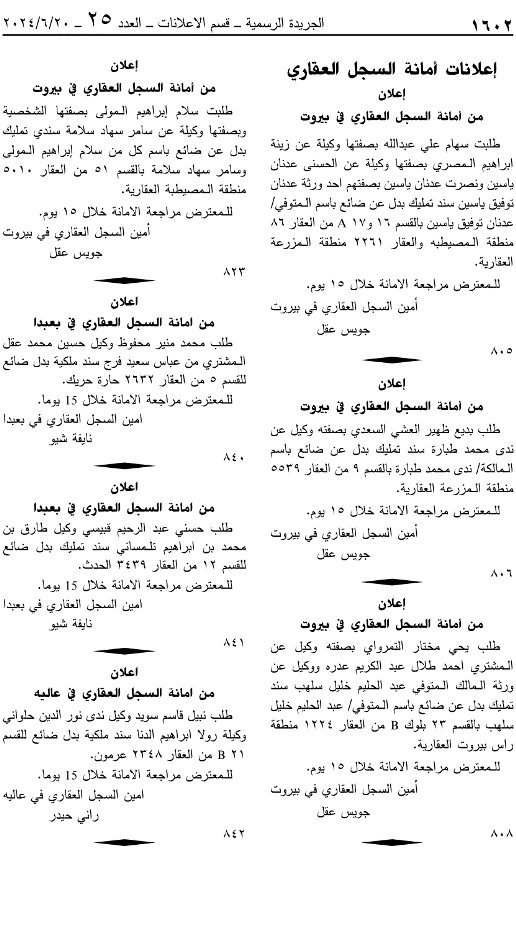 ١٦٠٢
الجريدة الرسمية ــ قسم الاعلانات ــ العدد ٢٥ ــ ٢٠٢٤/٦/٢٠
إعلانات أمانة السجل العقاري
إعلان
من أمانة السجل العقاري في بيروت
طلبت سهام علي عبدالله بصفتها وكيلة عن زينة
ابراهيم المصري بصفتها وكيلة عن الحسنى عدنان
ياسين ونصرت عدنان ياسين بصفتهم احد ورثة عدنان
توفيق ياسين سند تمليك بدل عن ضائع باسم المتوفي/
عدنان توفيق ياسين بالقسم ١٦ و١٧ A من العقار ٨٦
منطقة المصيطبه والعقار ٢٢٦١ منطقة المزرعة
العقارية.
للمعترض مراجعة الامانة خلال ١٥ يوم.
أمين السجل العقاري في بيروت
جويس عقل
٨٠٥
إعلان
من أمانة السجل العقاري في بيروت
طلب بديع ظهير العشي السعدي بصفته وكيل عن
ندى محمد طبارة سند تمليك بدل عن ضائع باسم
المالكة/ ندى محمد طبارة بالقسم ٩ من العقار ٥٥٣٩
منطقة المزرعة العقارية.
للمعترض مراجعة الامانة خلال ١٥ يوم.
أمين السجل العقاري في بيروت
جويس عقل
٨٠٦
إعلان
من أمانة السجل العقاري في بيروت
طلب يحي مختار التمرواي بصفته وكيل عن
المشتري احمد طلال عبد الكريم عدره ووكيل عن
ورثة المالك المتوفي عبد الحليم خليل سلهب سند
تمليك بدل عن ضائع باسم المتوفي/ عبد الحليم خليل
سلهب بالقسم ٢٣ بلوك B من العقار ١٢٢٤ منطقة
راس بيروت العقارية.
للمعترض مراجعة الامانة خلال ١٥ يوم.
أمين السجل العقاري في بيروت
جويس عقل
٨٠٨
إعلان
من أمانة السجل العقاري في بيروت
طلبت سلام إبراهيم المولى بصفتها الشخصية
وبصفتها وكيلة عن سامر سهاد سلامة سندي تمليك
بدل عن ضائع باسم كل من سلام إبراهيم المولى
وسامر سهاد سلامة بالقسم ٥١ من العقار ٥٠١٠
منطقة المصيطبة العقارية.
للمعترض مراجعة الامانة خلال ١٥ يوم.
أمين السجل العقاري في بيروت
جويس عقل
٨٢٣
اعلان
من امانة السجل العقاري في بعبدا
طلب محمد منير محفوظ وكيل حسين محمد عقل
المشتري من عباس سعيد فرج سند ملكية بدل ضائع
للقسم ٥ من العقار ٢٦٣٢ حارة حريك.
للمعترض مراجعة الامانة خلال 15 يوما.
امين السجل العقاري في بعبدا
نايفة شبو
٨٤٠
اعلان
من امانة السجل العقاري في بعبدا
طلب حسني عبد الرحيم قبيسي وكيل طارق بن
محمد بن ابراهيم تلمساني سند تمليك بدل ضائع
للقسم ١٢ من العقار ٣٤٣٩ الحدث.
للمعترض مراجعة الامانة خلال 15 يوما.
امين السجل العقاري في بعبدا
نايفة شبو
٨٤١
اعلان
من امانة السجل العقاري في عاليه
طلب نبيل قاسم سويد وكيل ندى نور الدين حلواني
وكيلة رولا ابراهيم الدنا سند ملكية بدل ضائع للقسم
٢١ B من العقار ٢٣٤٨ عرمون.
للمعترض مراجعة الامانة خلال 15 يوما.
امين السجل العقاري في عاليه
راني حيدر
٨٤٢